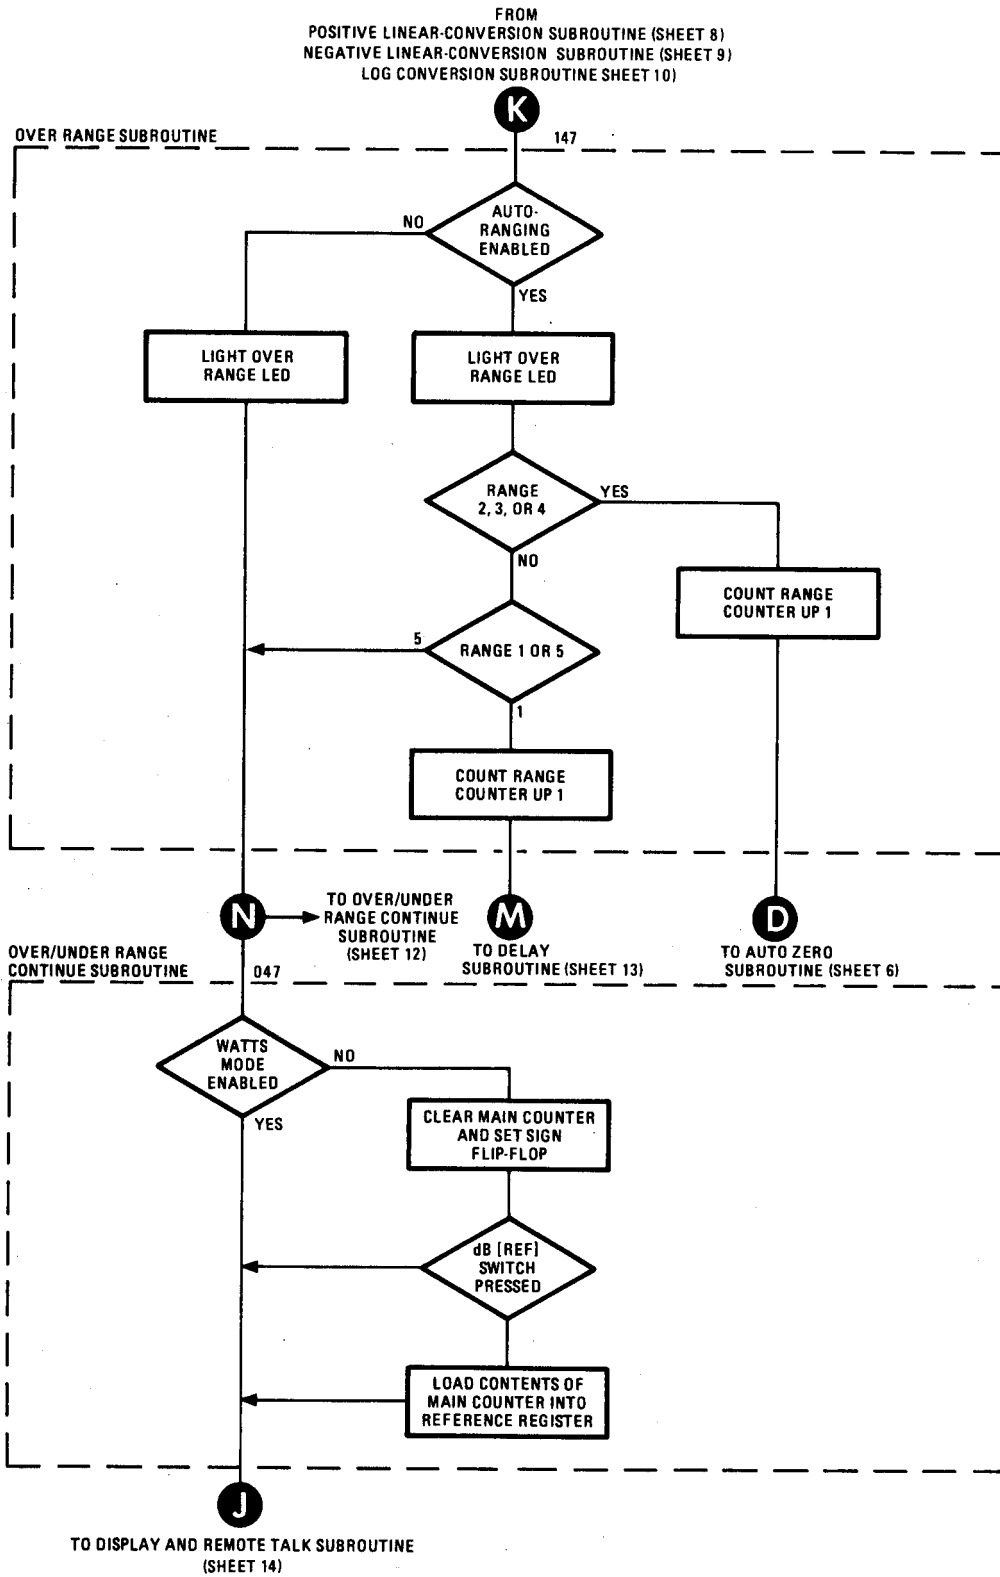 FROM
POSITIVE LINEAR-CONVERSION SUBROUTINE (SHEET 8)
NEGATIVE LINEAR-CONVERSION SUBROUTINE (SHEET 9)
LOG CONVERSION SUBROUTINE SHEET 10)
K
OVER RANGE SUBROUTINE
147
AUTO-
RANGING
ENABLED
NO
YES
LIGHT OVER
RANGE LED
LIGHT OVER
RANGE LED
RANGE
2, 3, OR 4
YES
NO
COUNT RANGE
COUNTER UP 1
RANGE 1 OR 5
5
1
COUNT RANGE
COUNTER UP 1
N
TO OVER/UNDER
RANGE CONTINUE
SUBROUTINE
(SHEET 12)
M
TO DELAY
SUBROUTINE (SHEET 13)
D
TO AUTO ZERO
SUBROUTINE (SHEET 6)
OVER/UNDER RANGE
CONTINUE SUBROUTINE
047
WATTS
MODE
ENABLED
NO
YES
CLEAR MAIN COUNTER
AND SET SIGN
FLIP-FLOP
dB [REF]
SWITCH
PRESSED
LOAD CONTENTS OF
MAIN COUNTER INTO
REFERENCE REGISTER
J
TO DISPLAY AND REMOTE TALK SUBROUTINE
(SHEET 14)